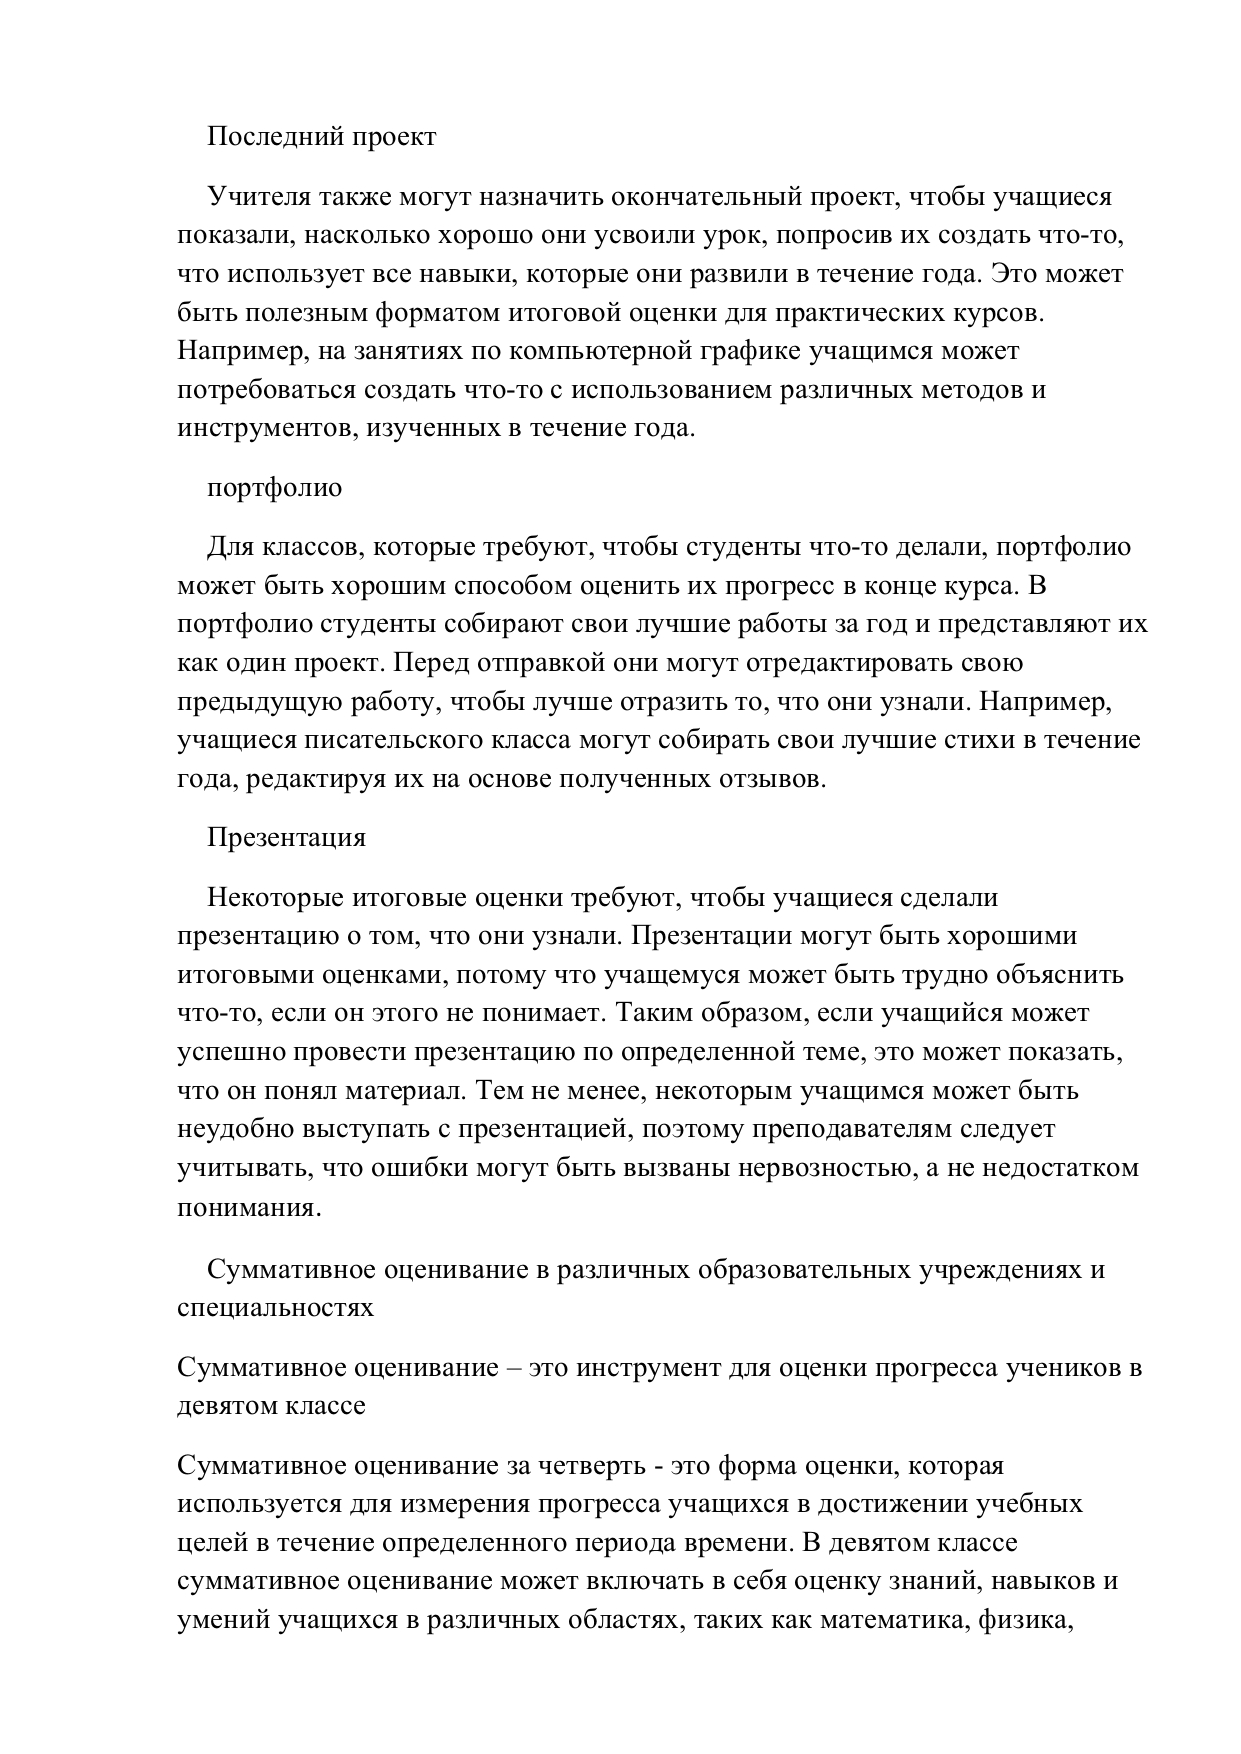 Последний проект
Учителя также могут назначить окончательный проект, чтобы учащиеся
показали, насколько хорошо они усвоили урок, попросив их создать что-то,
что использует все навыки, которые они развили в течение года. Это может
быть полезным форматом итоговой оценки для практических курсов.
Например, на занятиях по компьютерной графике учащимся может
потребоваться создать что-то с использованием различных методов и
инструментов, изученных в течение года.
портфолио
Для классов, которые требуют, чтобы студенты что-то делали, портфолио
может быть хорошим способом оценить их прогресс в конце курса. В
портфолио студенты собирают свои лучшие работы за год и представляют их
как один проект. Перед отправкой они могут отредактировать свою
предыдущую работу, чтобы лучше отразить то, что они узнали. Например,
учащиеся писательского класса могут собирать свои лучшие стихи в течение
года, редактируя их на основе полученных отзывов.
Презентация
Некоторые итоговые оценки требуют, чтобы учащиеся сделали
презентацию о том, что они узнали. Презентации могут быть хорошими
итоговыми оценками, потому что учащемуся может быть трудно объяснить
что-то, если он этого не понимает. Таким образом, если учащийся может
успешно провести презентацию по определенной теме, это может показать,
что он понял материал. Тем не менее, некоторым учащимся может быть
неудобно выступать с презентацией, поэтому преподавателям следует
учитывать, что ошибки могут быть вызваны нервозностью, а не недостатком
понимания.
Суммативное оценивание в различных образовательных учреждениях и
специальностях
Суммативное оценивание – это инструмент для оценки прогресса учеников в
девятом классе
Суммативное оценивание за четверть - это форма оценки, которая
используется для измерения прогресса учащихся в достижении учебных
целей в течение определенного периода времени. В девятом классе
суммативное оценивание может включать в себя оценку знаний, навыков и
умений учащихся в различных областях, таких как математика, физика,